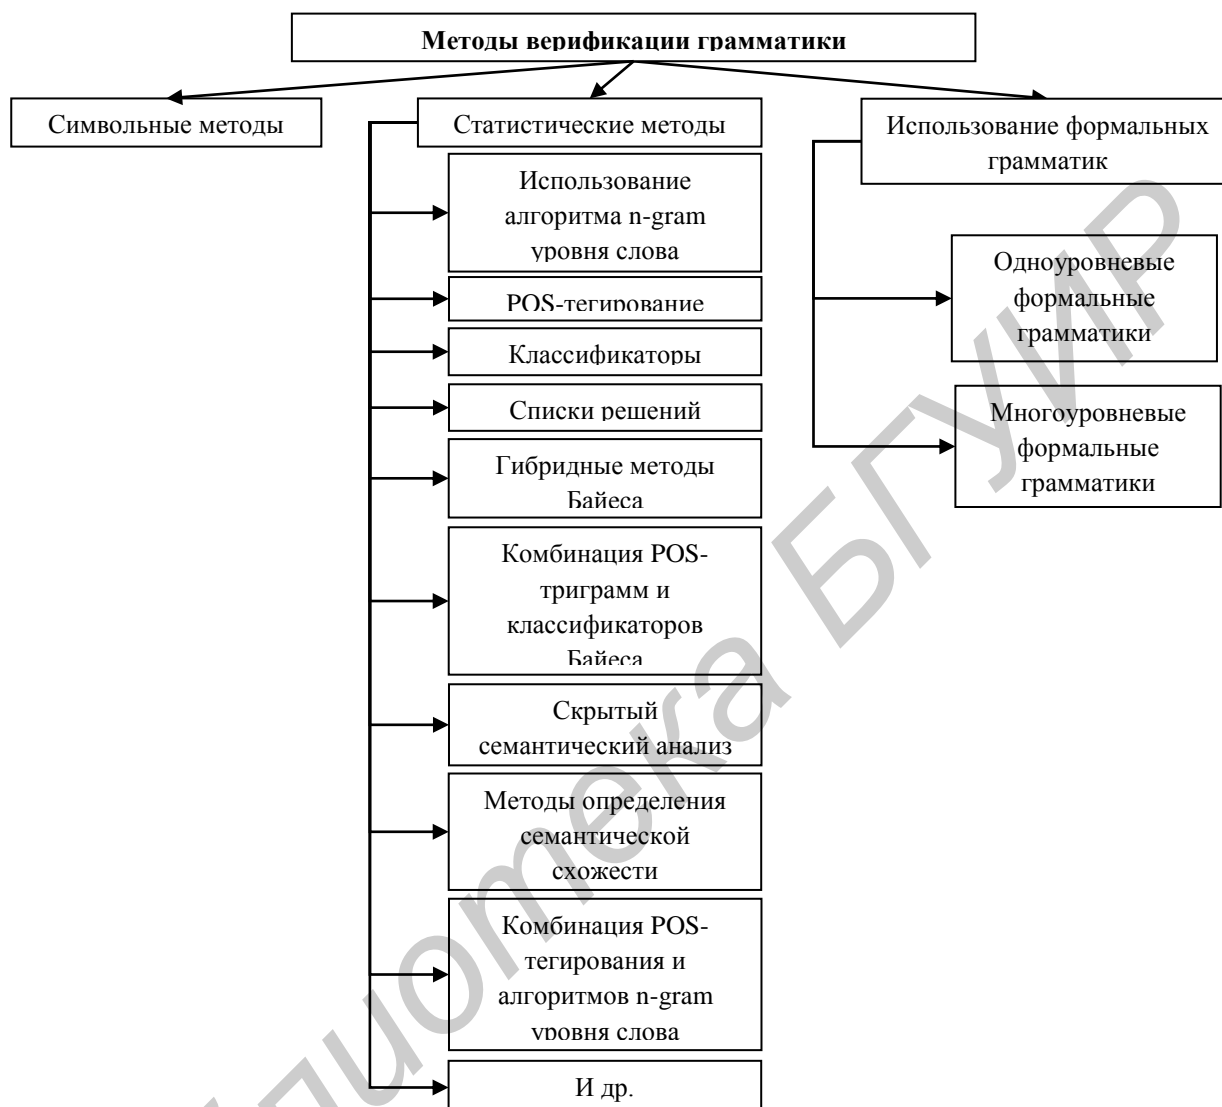 Методы верификации грамматики
Символьные методы
Статистические методы
Использование
алгоритма n-gram
уровня слова
POS-тегирование
Классификаторы
Списки решений
Гибридные методы
Байеса
Комбинация POS-
триграмм и
классификаторов
Байеса
Скрытый
семантический анализ
Методы определения
семантической
схожести
Комбинация POS-
тегирования и
алгоритмов n-gram
уровня слова
И др.
Использование формальных
грамматик
Одноуровневые
формальные
грамматики
Многоуровневые
формальные
грамматики
БГУИР